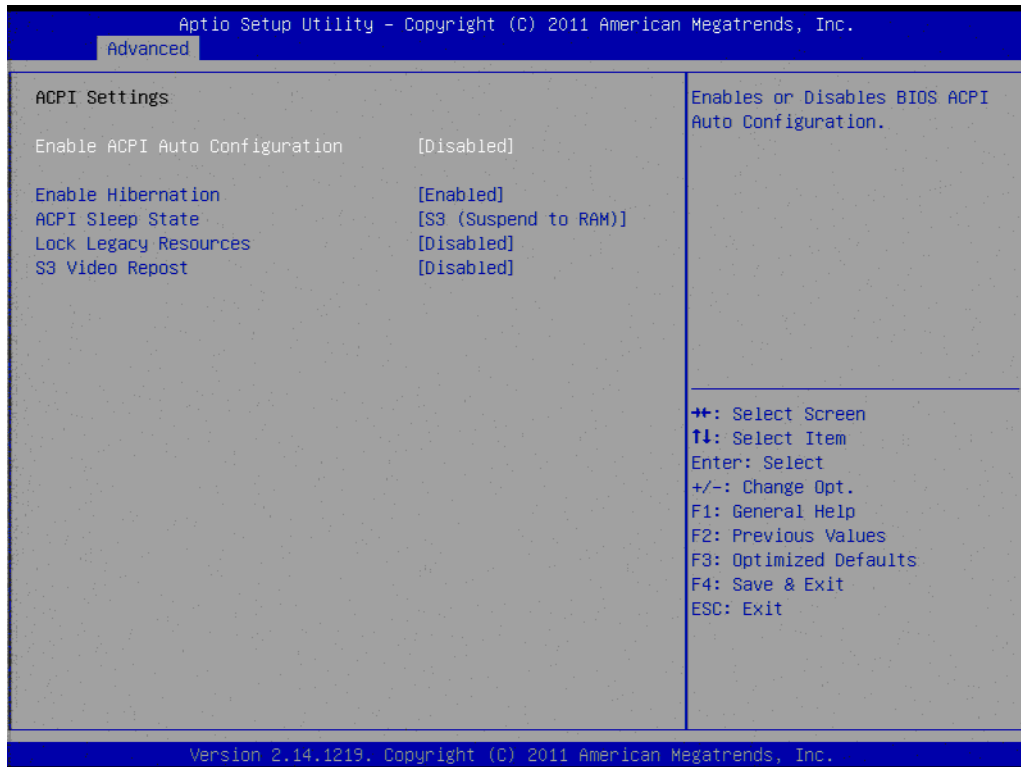 Aptio Setup Utility – Copyright (C) 2011 American Megatrends, Inc.
Advanced
ACPI Settings
Enable ACPI Auto Configuration [Disabled]
Enable Hibernation [Enabled]
ACPI Sleep State [S3 (Suspend to RAM)]
Lock Legacy Resources [Disabled]
S3 Video Repost [Disabled]
Enables or Disables BIOS ACPI
Auto Configuration.
→←: Select Screen
↑↓: Select Item
Enter: Select
+/-: Change Opt.
F1: General Help
F2: Previous Values
F3: Optimized Defaults
F4: Save & Exit
ESC: Exit
Version 2.14.1219. Copyright (C) 2011 American Megatrends, Inc.